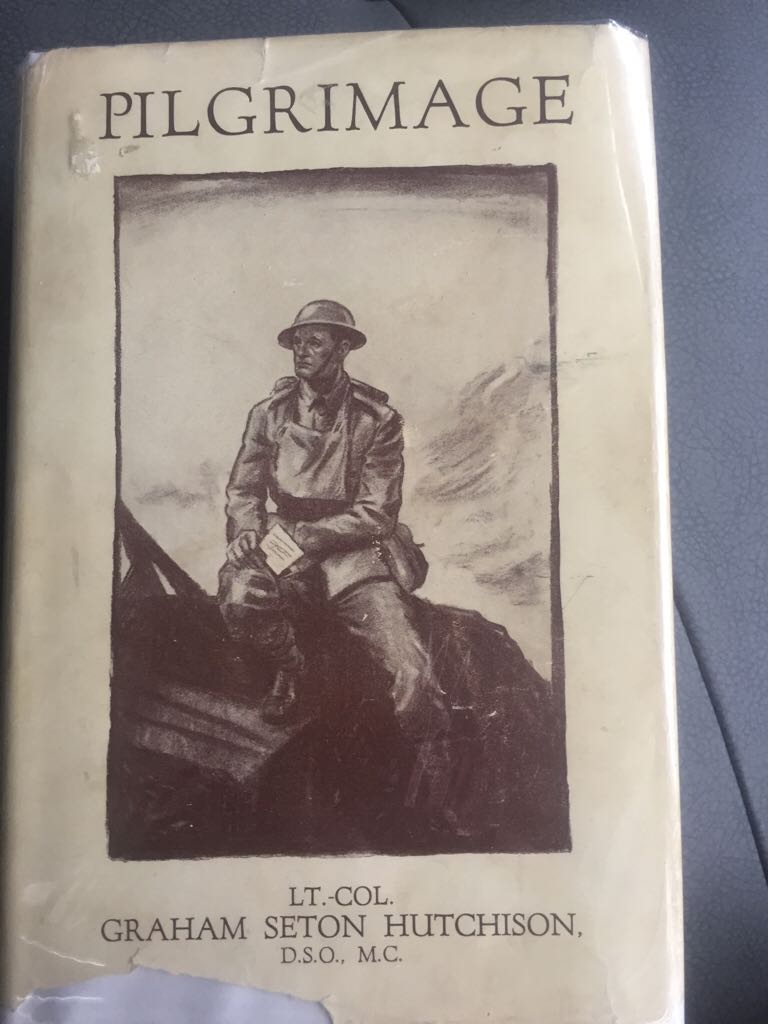 PILGRIMAGE
LT.-COL.
GRAHAM SETON HUTCHISON,
D.S.O., M.C.